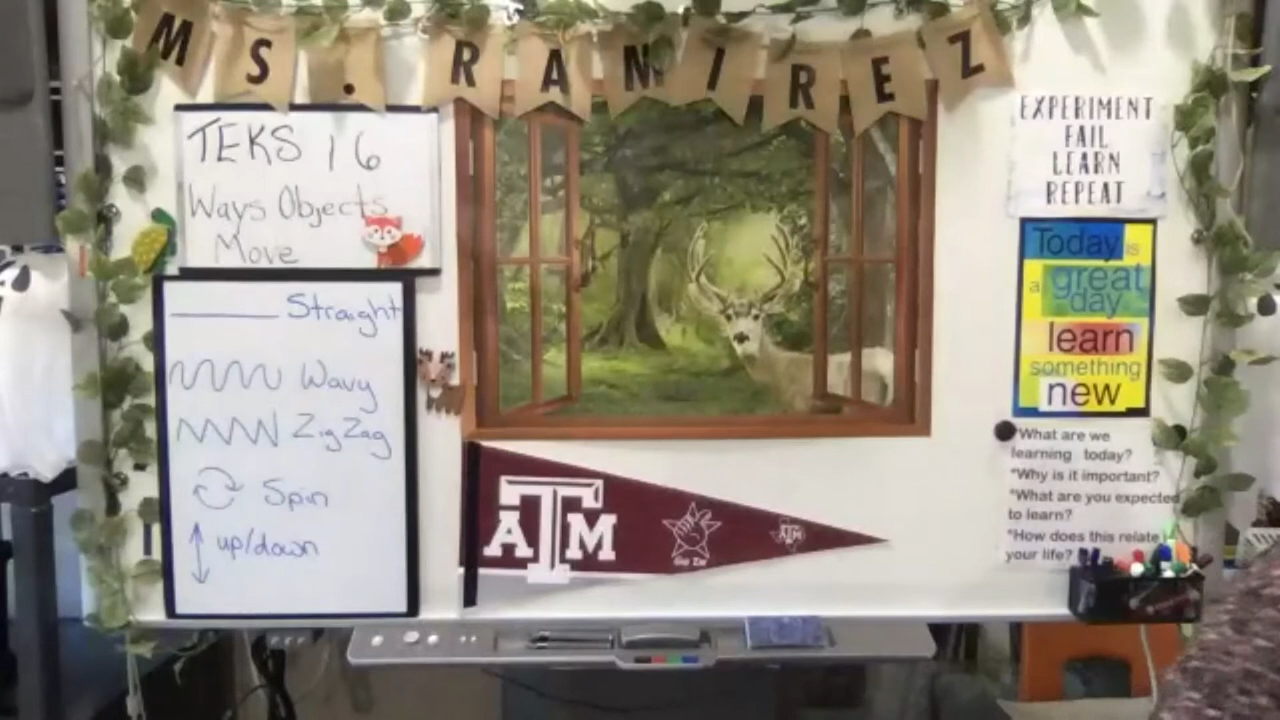 MS. RAMIREZ
TEKS 16
Ways Objects
Move
Straight
Wavy
ZigZag
Spin
up/down
ATM
ATM
EXPERIMENT
FAIL
LEARN
REPEAT
Today is
a great
day
learn
something
new
*What are we
learning today?
*Why is it important?
*What are you expected
to learn?
*How does this relate
your life?